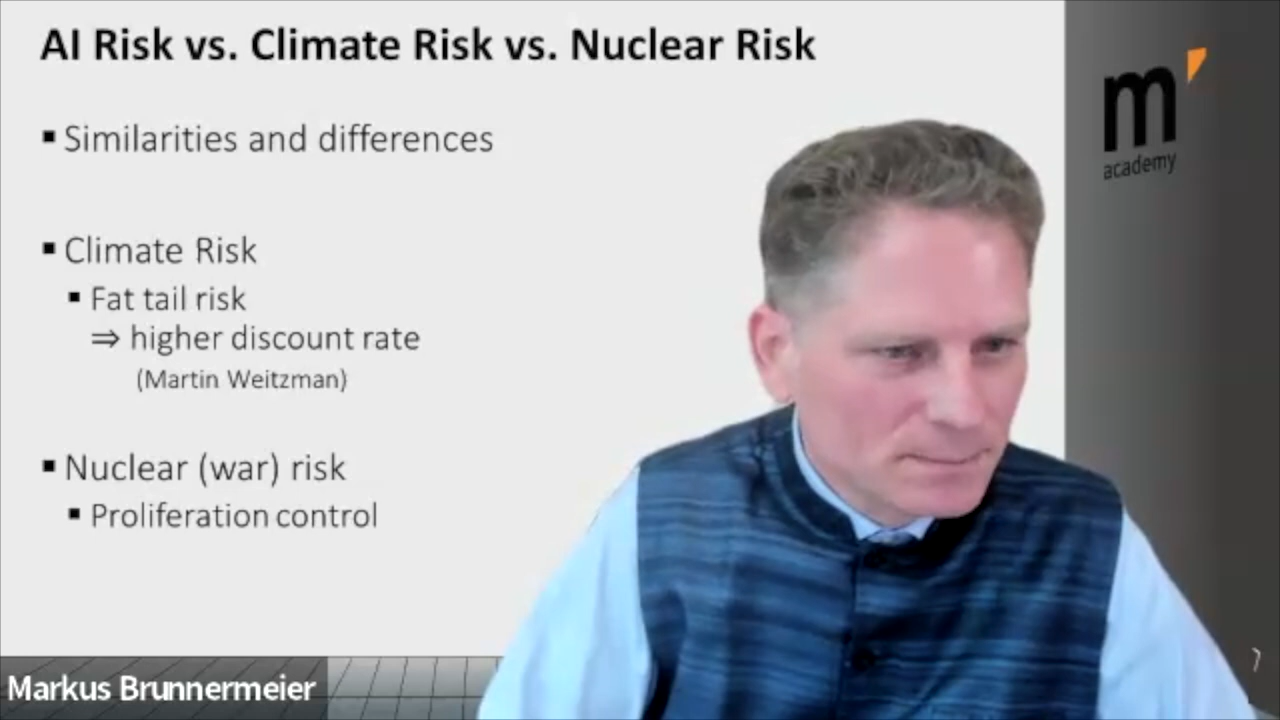 AI Risk vs. Climate Risk vs. Nuclear Risk
Similarities and differences
Climate Risk
Fat tail risk
⇒ higher discount rate
(Martin Weitzman)
Nuclear (war) risk
Proliferation control
m'
academy
Markus Brunnermeier